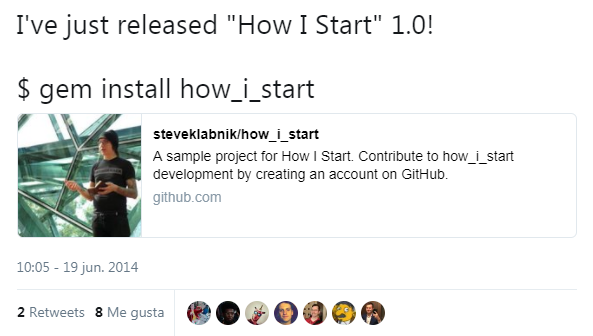 I've just released "How I Start" 1.0!
$ gem install how_i_start
steveklabnik/how_i_start
A sample project for How I Start. Contribute to how_i_start
development by creating an account on GitHub.
github.com
10:05 - 19 jun. 2014
2 Retweets 8 Me gusta